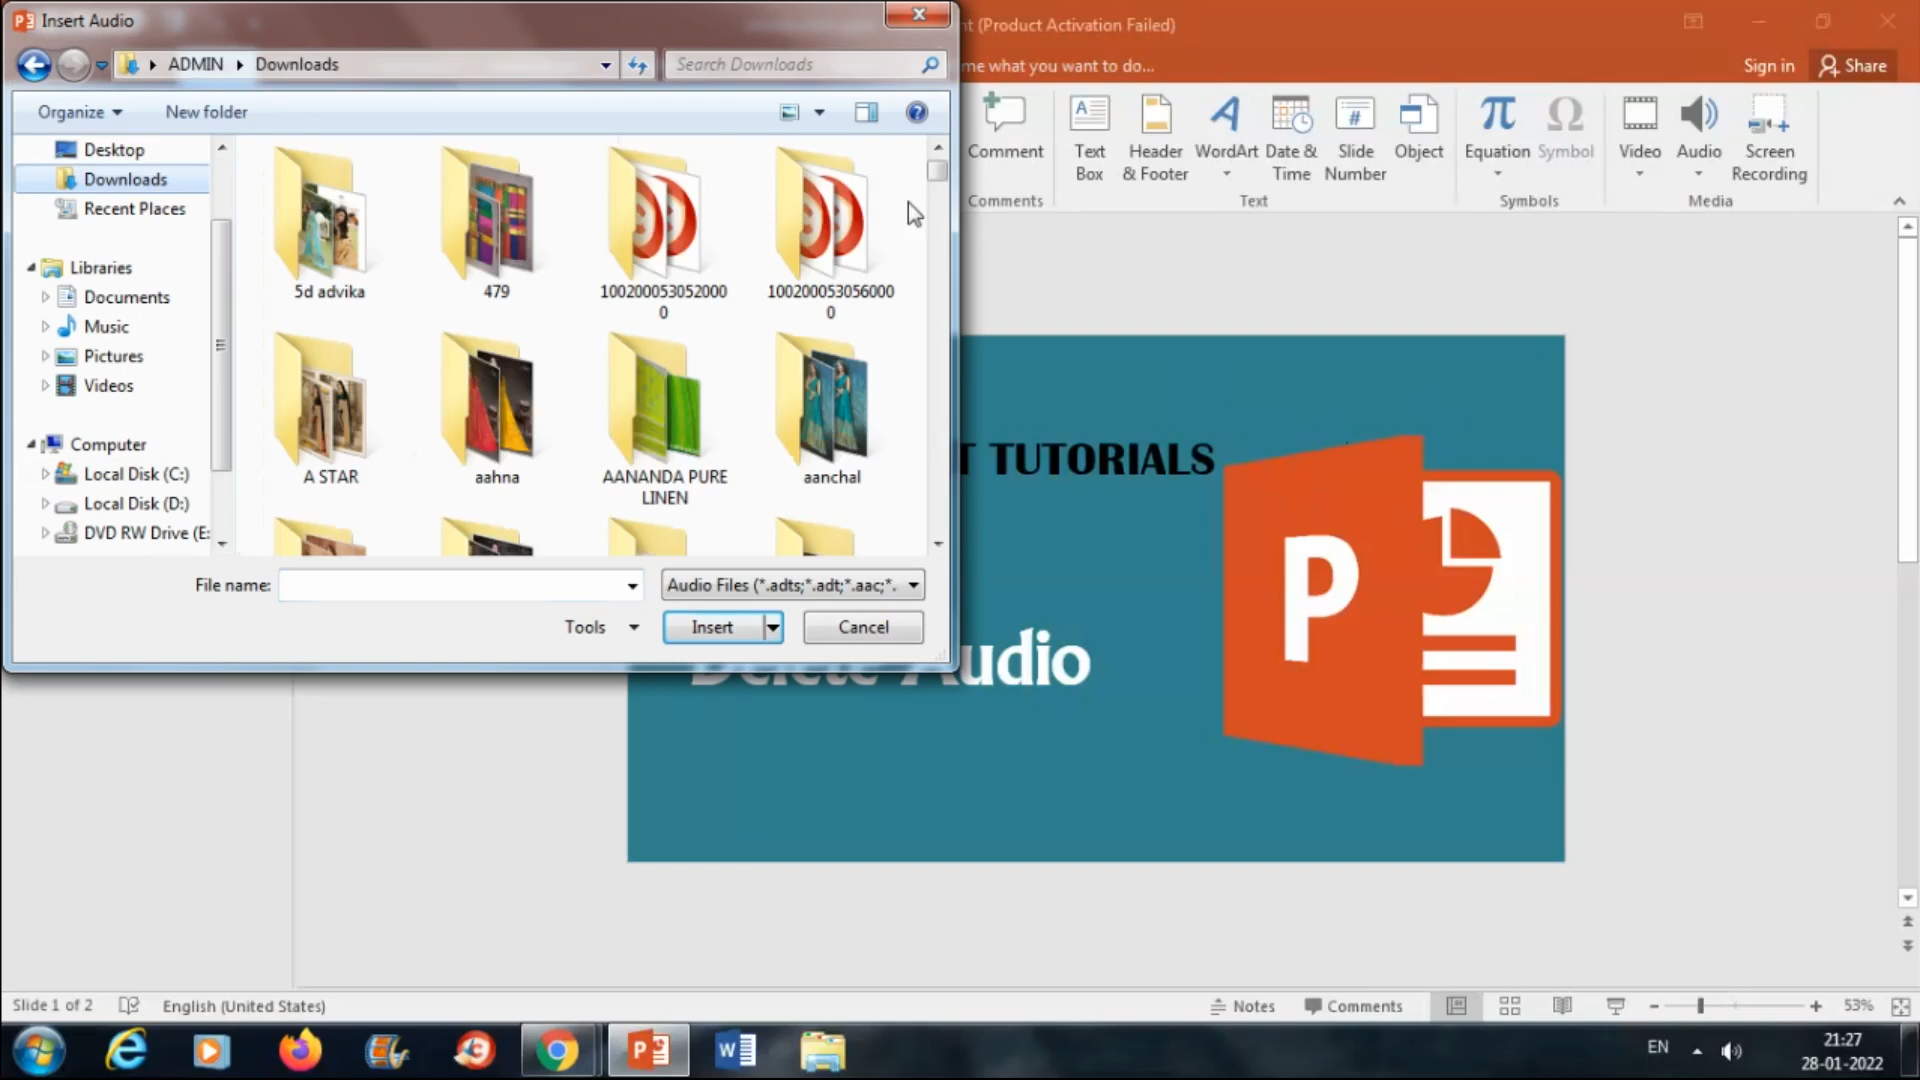 Insert Audio
nt (Product Activation Failed)
ADMIN Downloads
Search Downloads
me what you want to do...
Sign in
Share
Organize
New folder
Desktop
Downloads
Recent Places
Libraries
Documents
Music
Pictures
Videos
Computer
Local Disk (C:)
Local Disk (D:)
DVD RW Drive (E:
5d advika
479
100200053052000
0
100200053056000
0
A STAR
aahna
AANANDA PURE
LINEN
aanchal
File name:
Audio Files (*.adts;*.adt;*.aac;*.
Tools
Insert
Cancel
Comment
Text
Box
Header
& Footer
WordArt
Date &
Time
Slide
Number
Object
Equation
Symbol
Video
Audio
Screen
Recording
Comments
Text
Symbols
Media
T TUTORIALS
P
Delete Audio
Slide 1 of 2
English (United States)
Notes
Comments
53%
EN
21:27
28-01-2022